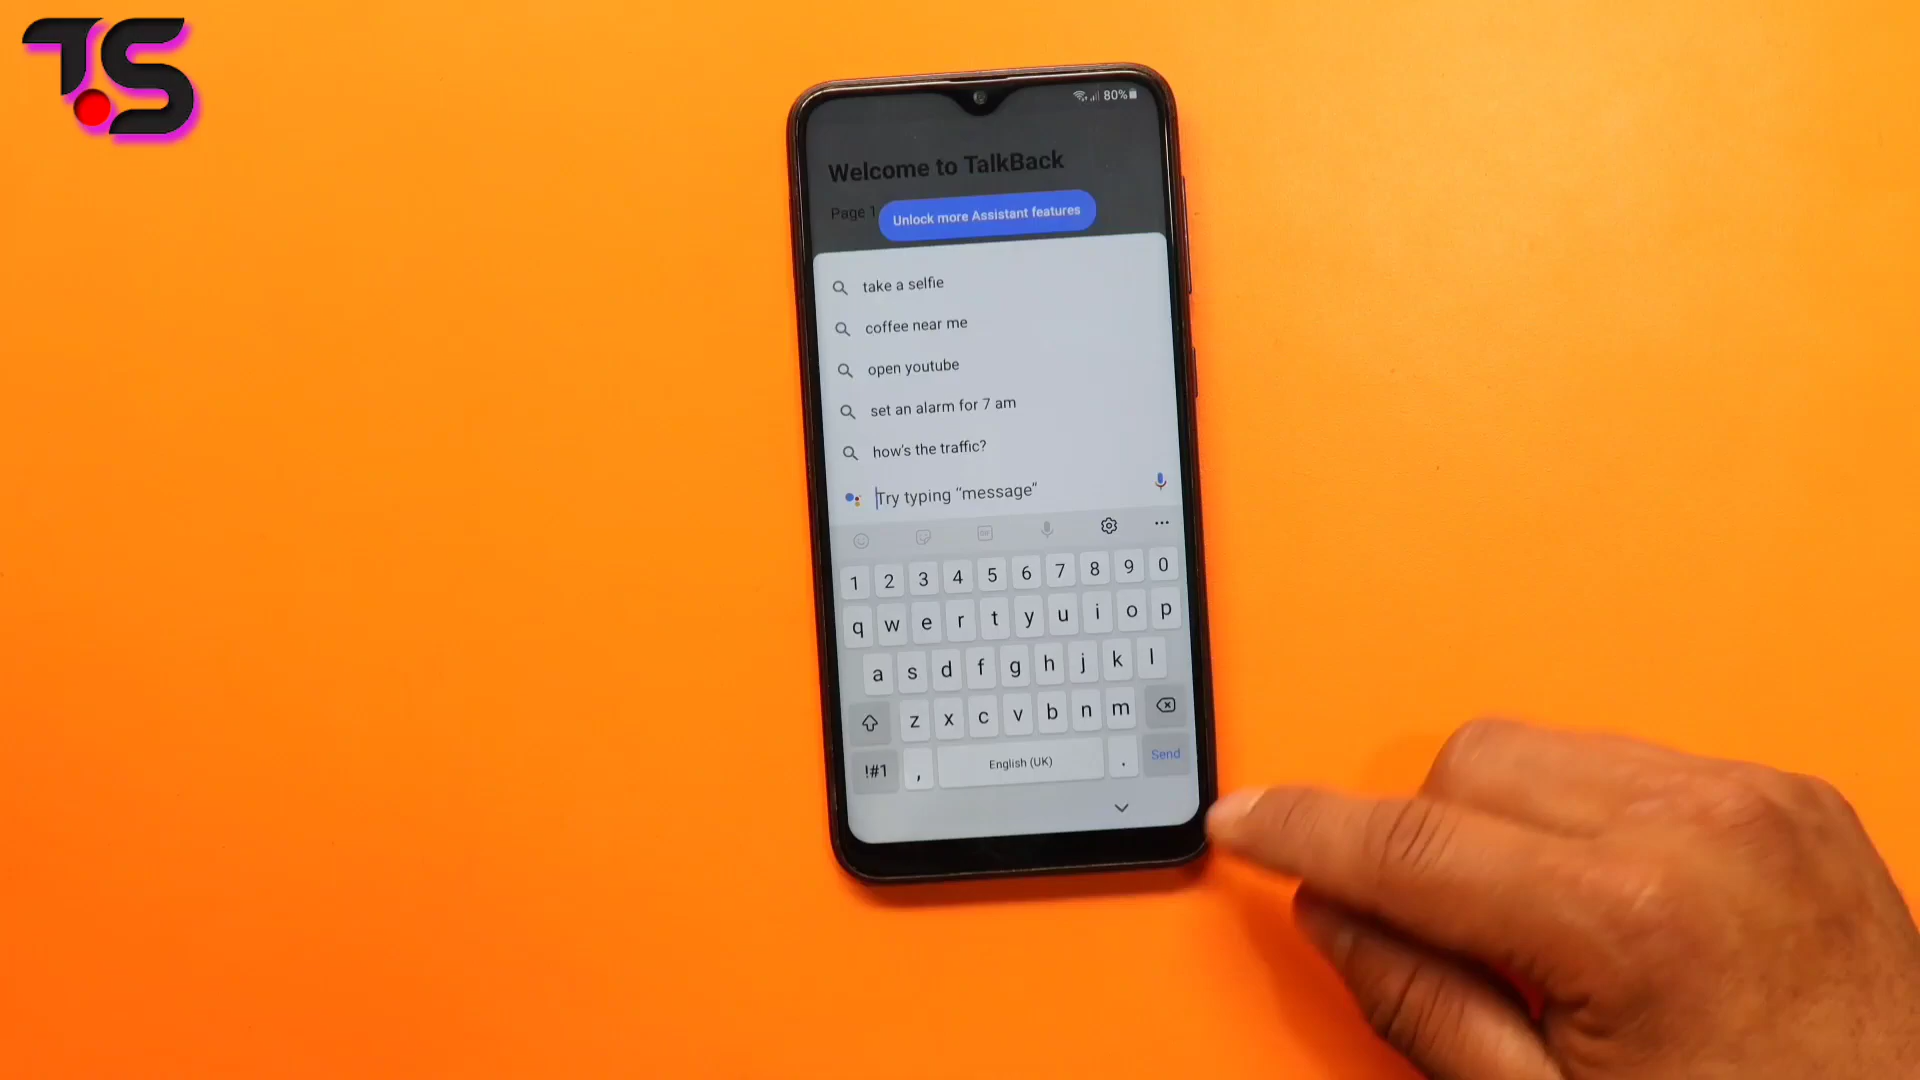 TS
80%
Welcome to TalkBack
Page 1
Unlock more Assistant features
take a selfie
coffee near me
open youtube
set an alarm for 7 am
how's the traffic?
Try typing “message”
GIF
1 2 3 4 5 6 7 8 9 0
q w e r t y u i o p
a s d f g h j k l
z x c v b n m
!#1 , English (UK) . Send